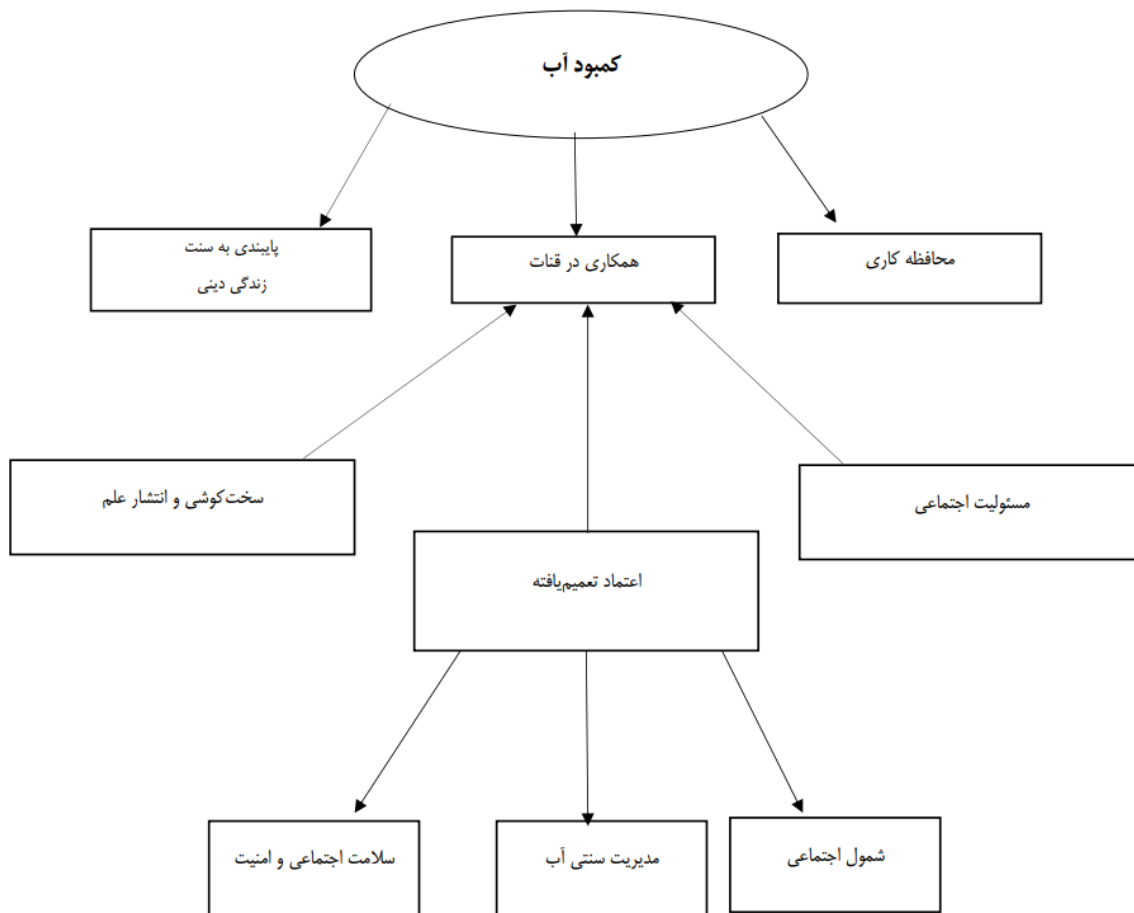 کمبود آب
محافظه کاری
همکاری در قنات
پایبندی به سنت
زندگی دینی
مسئولیت اجتماعی
سخت‌کوشی و انتشار علم
اعتماد تعمیم‌یافته
شمول اجتماعی
مدیریت سنتی آب
سلامت اجتماعی و امنیت